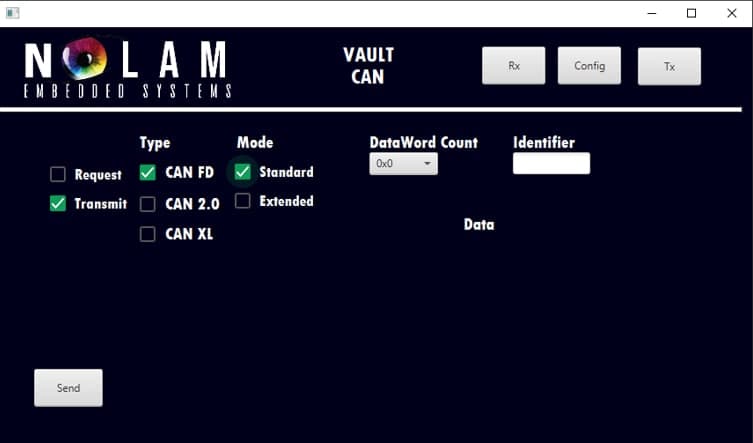 NOLAM
EMBEDDED SYSTEMS
VAULT
CAN
Rx
Config
Tx
Type
Mode
DataWord Count
Identifier
Request
CAN FD
Standard
0x0
Transmit
CAN 2.0
Extended
CAN XL
Data
Send